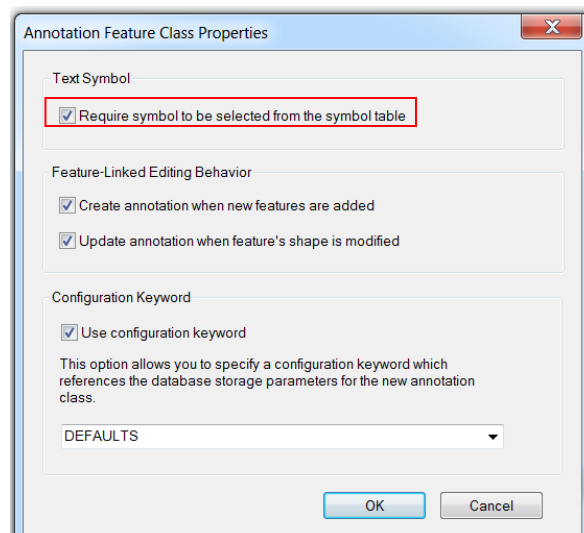 Annotation Feature Class Properties
Text Symbol
Require symbol to be selected from the symbol table
Feature-Linked Editing Behavior
Create annotation when new features are added
Update annotation when feature's shape is modified
Configuration Keyword
Use configuration keyword
This option allows you to specify a configuration keyword which
references the database storage parameters for the new annotation
class.
DEFAULTS
OK Cancel